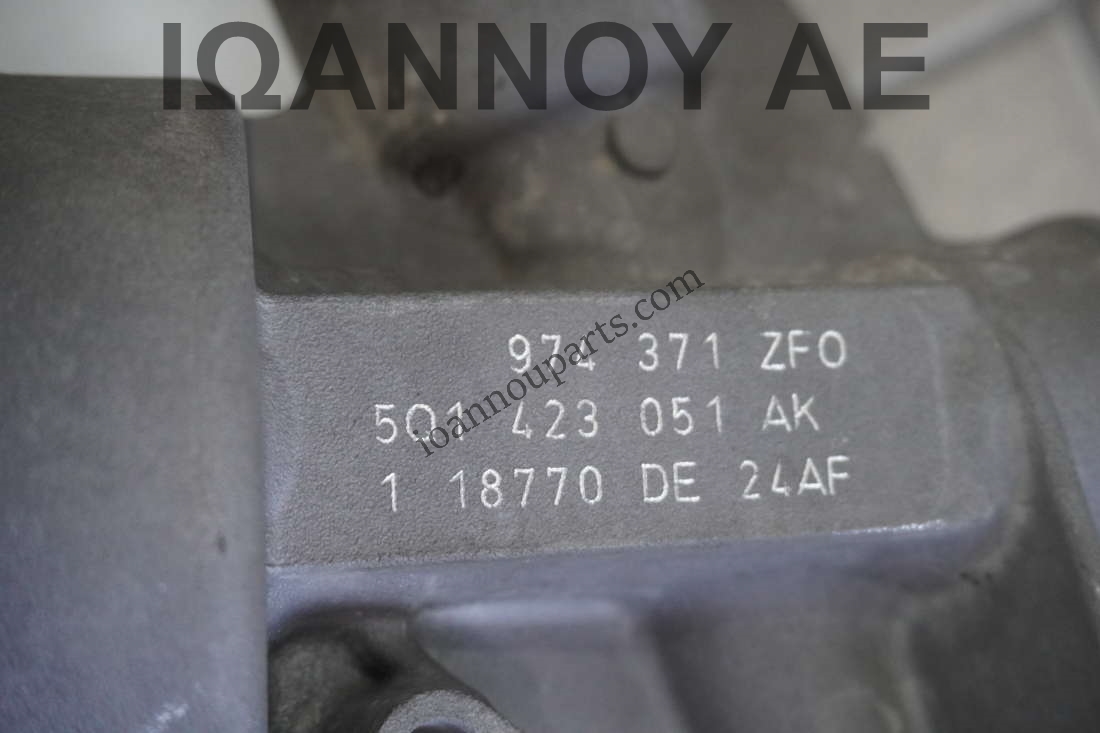 ΙΩΑΝΝΟΥ ΑΕ
ioannouparts.com
974 371 ZFO
5Q1 423 051 AK
1 18770 DE 24AF